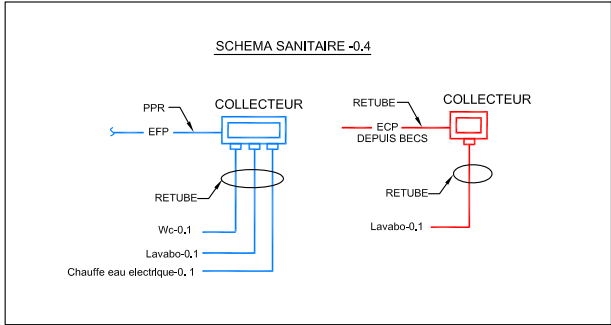 SCHEMA SANITAIRE -0.4
PPR
COLLECTEUR
EFP
RETUBE
Wc-0.1
Lavabo-0.1
Chauffe eau electrique-0.1
RETUBE
COLLECTEUR
ECP
DEPUIS BECS
RETUBE
Lavabo-0.1